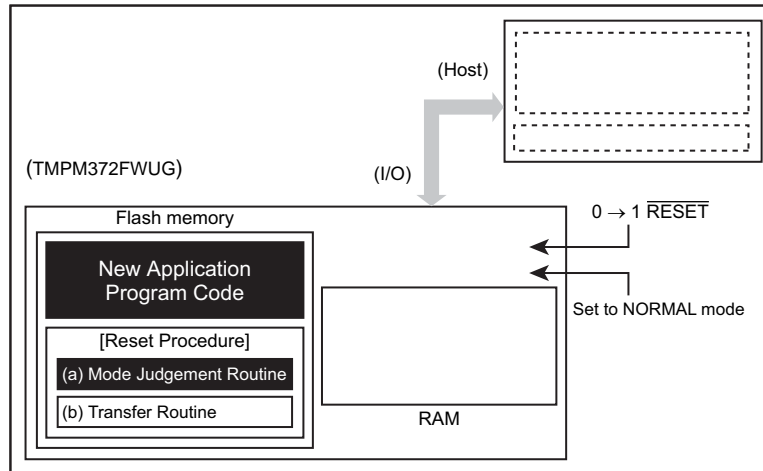 (Host)
(TMPM372FWUG)
(I/O)
Flash memory
0 → 1 RESET
New Application
Program Code
Set to NORMAL mode
[Reset Procedure]
(a) Mode Judgement Routine
(b) Transfer Routine
RAM